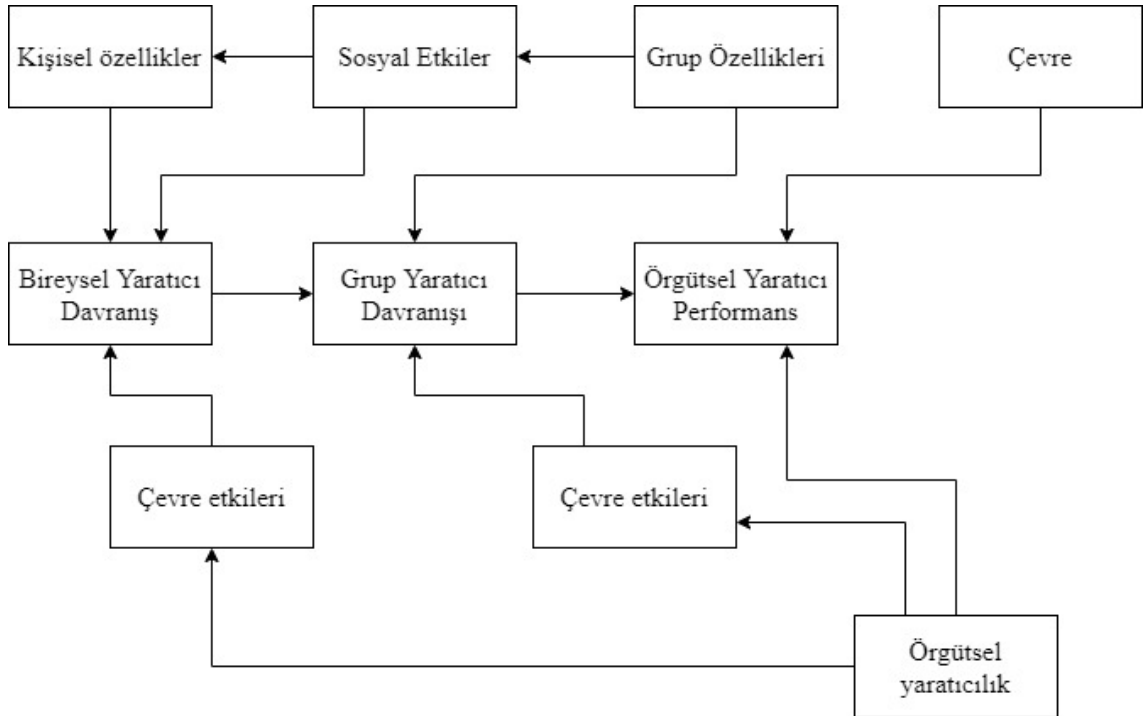 Kişisel özellikler
Sosyal Etkiler
Grup Özellikleri
Çevre
Bireysel Yaratıcı
Davranış
Grup Yaratıcı
Davranışı
Örgütsel Yaratıcı
Performans
Çevre etkileri
Çevre etkileri
Örgütsel
yaratıcılık